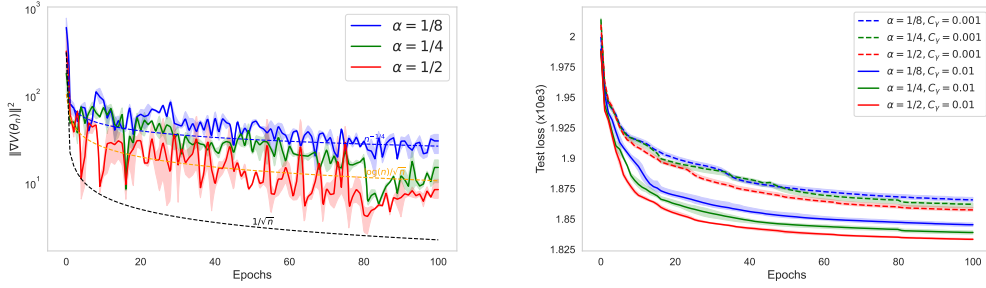 10³
10²
10¹
‖∇V(θₙ)‖²
α = 1/8
α = 1/4
α = 1/2
n⁻¹ᐟ⁴
log(n)/√n
1/√n
0
20
40
60
80
100
Epochs
2
1.975
1.95
1.925
1.9
1.875
1.85
1.825
Test loss (x10e3)
α = 1/8, Cᵧ = 0.001
α = 1/4, Cᵧ = 0.001
α = 1/2, Cᵧ = 0.001
α = 1/8, Cᵧ = 0.01
α = 1/4, Cᵧ = 0.01
α = 1/2, Cᵧ = 0.01
0
20
40
60
80
100
Epochs